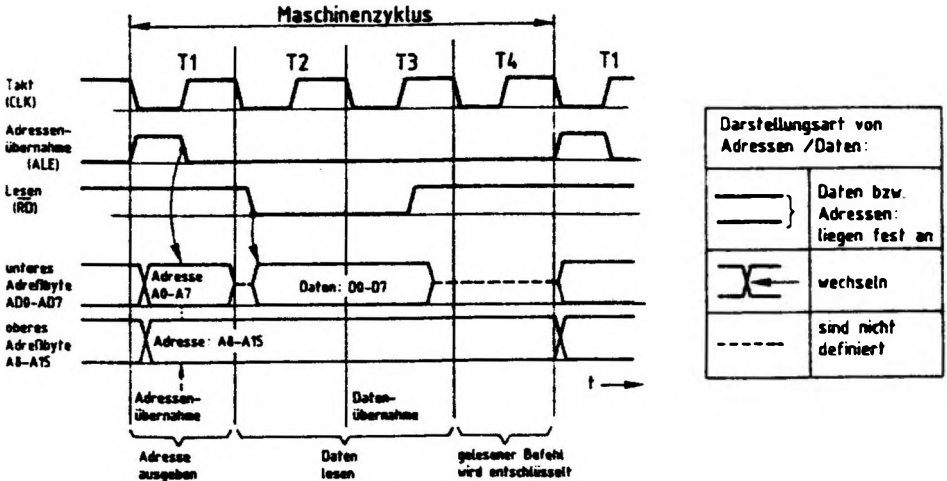 Maschinenzyklus
T1 T2 T3 T4 T1
Takt
(CLK)
Adressen-
übernahme
(ALE)
Lesen
(R̅D̅)
unteres
Adreßbyte
AD0-AD7
Adresse
A0-A7
Daten: D0-D7
oberes
Adreßbyte
A8-A15
Adresse: A8-A15
t
Adressen-
übernahme
Daten-
übernahme
Adresse
ausgeben
Daten
lesen
gelesener Befehl
wird entschlüsselt
Darstellungsart von
Adressen /Daten:
Daten bzw.
Adressen:
liegen fest an
wechseln
sind nicht
definiert